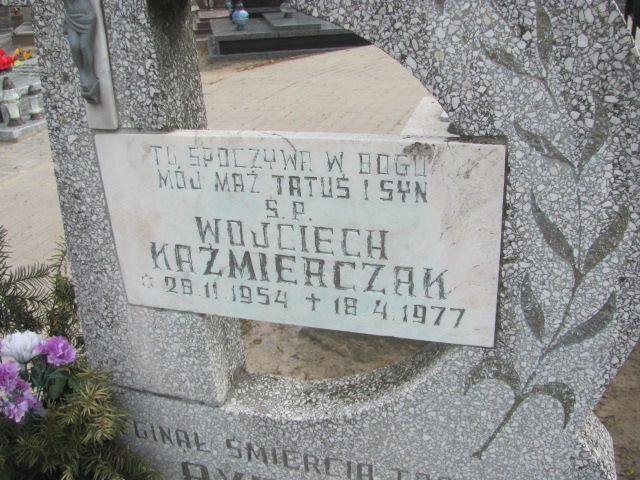 TU SPOCZYWA W BOGU
MÓJ MĄŻ TATUŚ I SYN
Ś.P.
WOJCIECH
KAŹMIERCZAK
* 28.11.1954 + 18.4.1977
GINĄŁ ŚMIERCIĄ